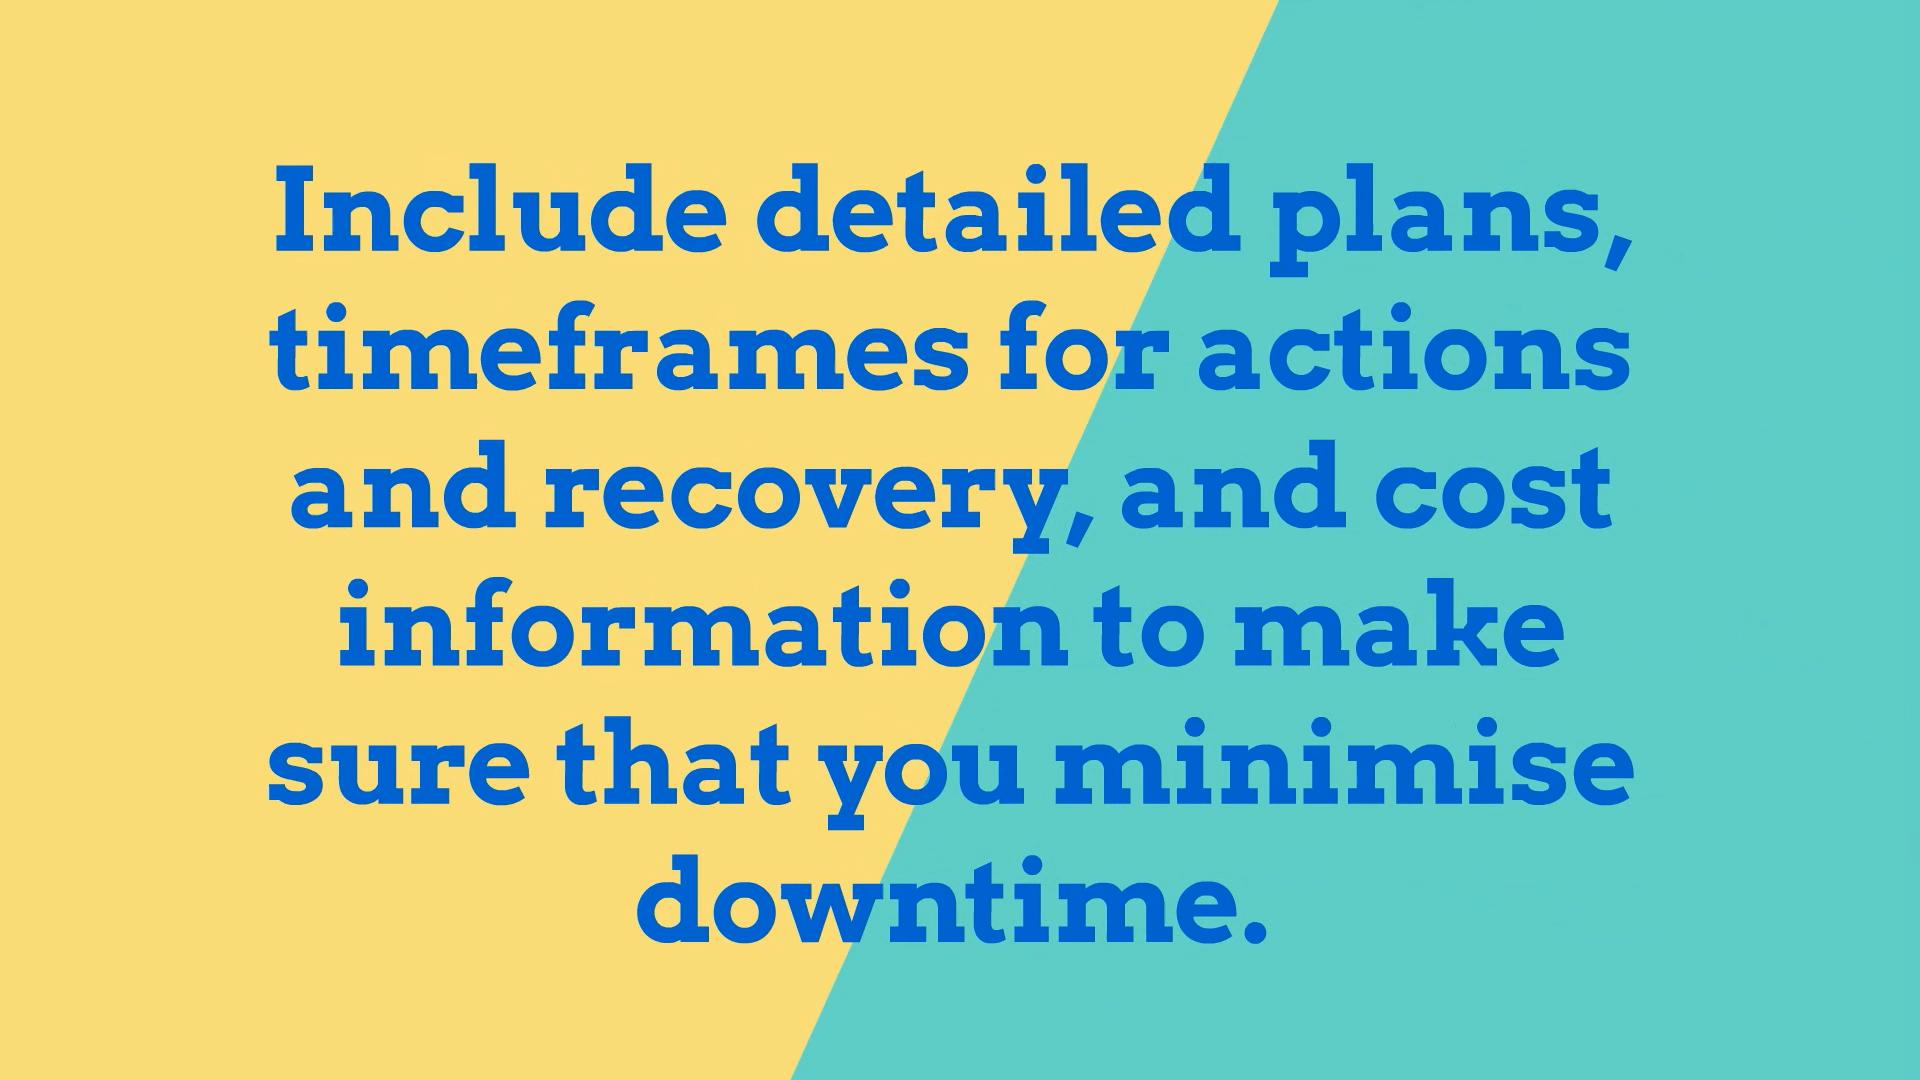 Include detailed plans,
timeframes for actions
and recovery, and cost
information to make
sure that you minimise
downtime.